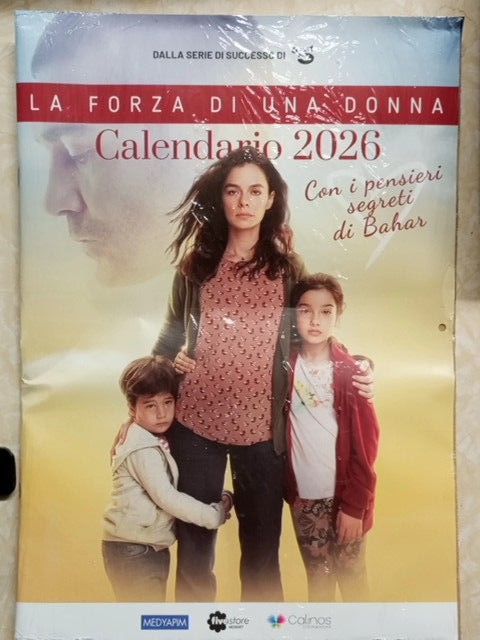 DALLA SERIE DI SUCCESSO DI
LA FORZA DI UNA DONNA
Calendario 2026
Con i pensieri
segreti
di Bahar
MEDYAPIM
fivestore
Calinos